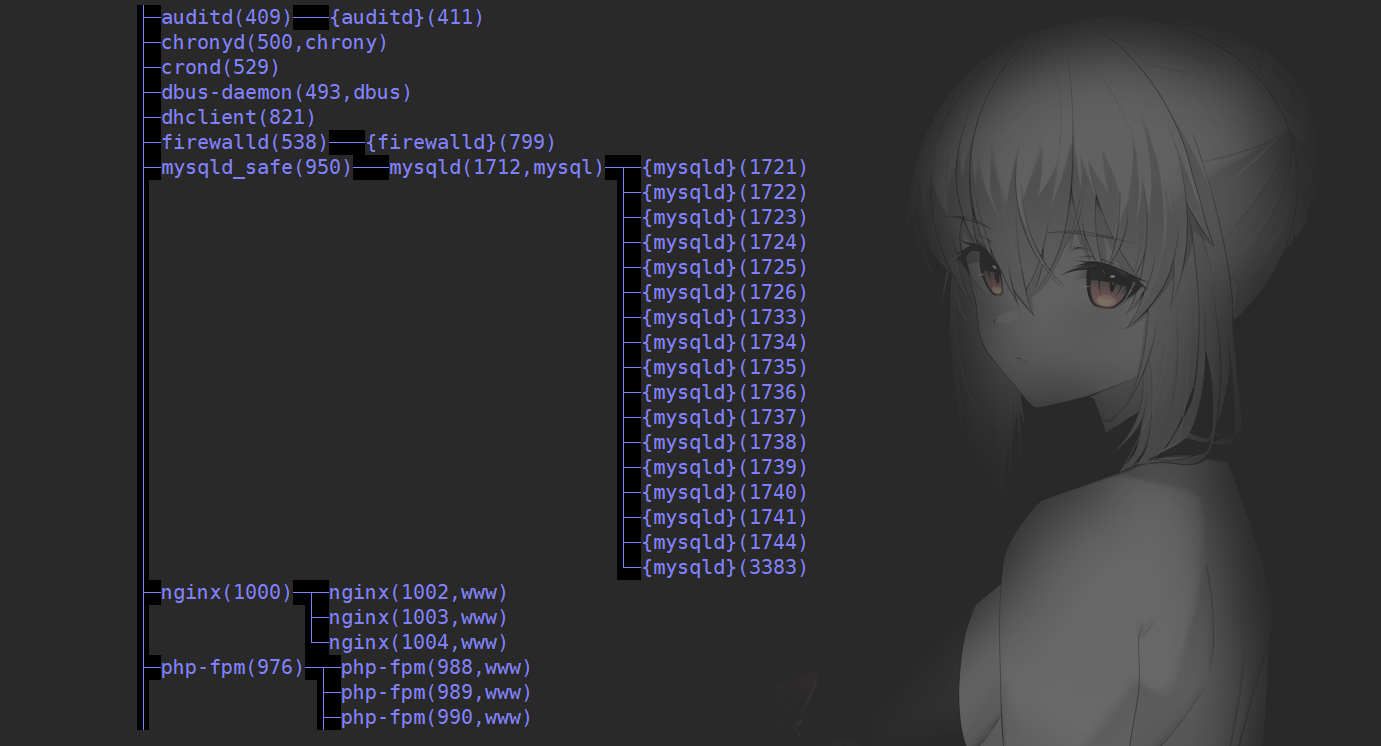 auditd(409)───{auditd}(411)
chronyd(500,chrony)
crond(529)
dbus-daemon(493,dbus)
dhclient(821)
firewalld(538)───{firewalld}(799)
mysqld_safe(950)───mysqld(1712,mysql)─┬─{mysqld}(1721)
{mysqld}(1722)
{mysqld}(1723)
{mysqld}(1724)
{mysqld}(1725)
{mysqld}(1726)
{mysqld}(1733)
{mysqld}(1734)
{mysqld}(1735)
{mysqld}(1736)
{mysqld}(1737)
{mysqld}(1738)
{mysqld}(1739)
{mysqld}(1740)
{mysqld}(1741)
{mysqld}(1744)
{mysqld}(3383)
nginx(1000)─┬─nginx(1002,www)
nginx(1003,www)
nginx(1004,www)
php-fpm(976)─┬─php-fpm(988,www)
php-fpm(989,www)
php-fpm(990,www)